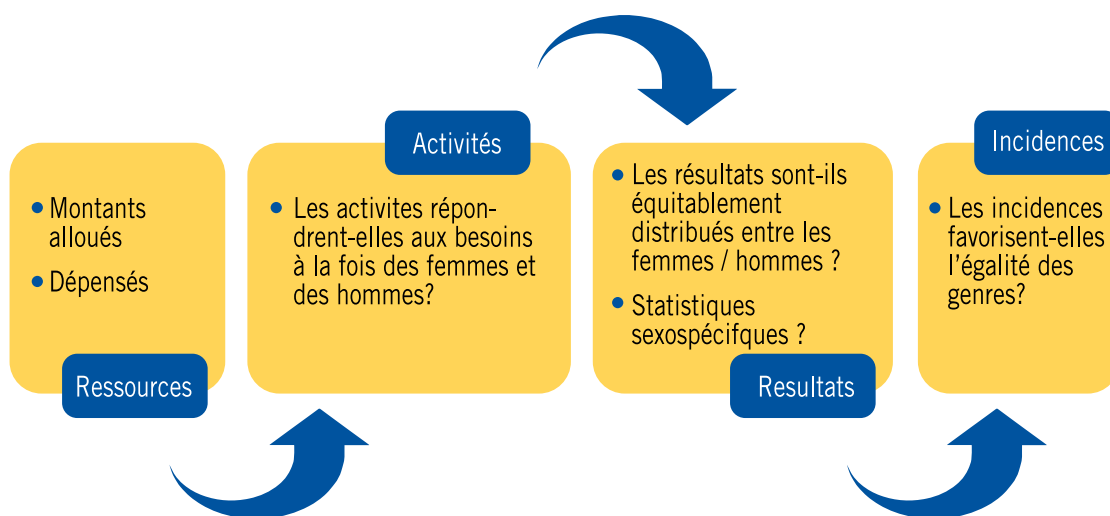 • Montants
alloués
• Dépensés
Ressources
Activités
• Les activites répon-
drent-elles aux besoins
à la fois des femmes et
des hommes?
• Les résultats sont-ils
équitablement
distribués entre les
femmes / hommes ?
• Statistiques
sexospécifques ?
Resultats
Incidences
• Les incidences
favorisent-elles
l'égalité des
genres?